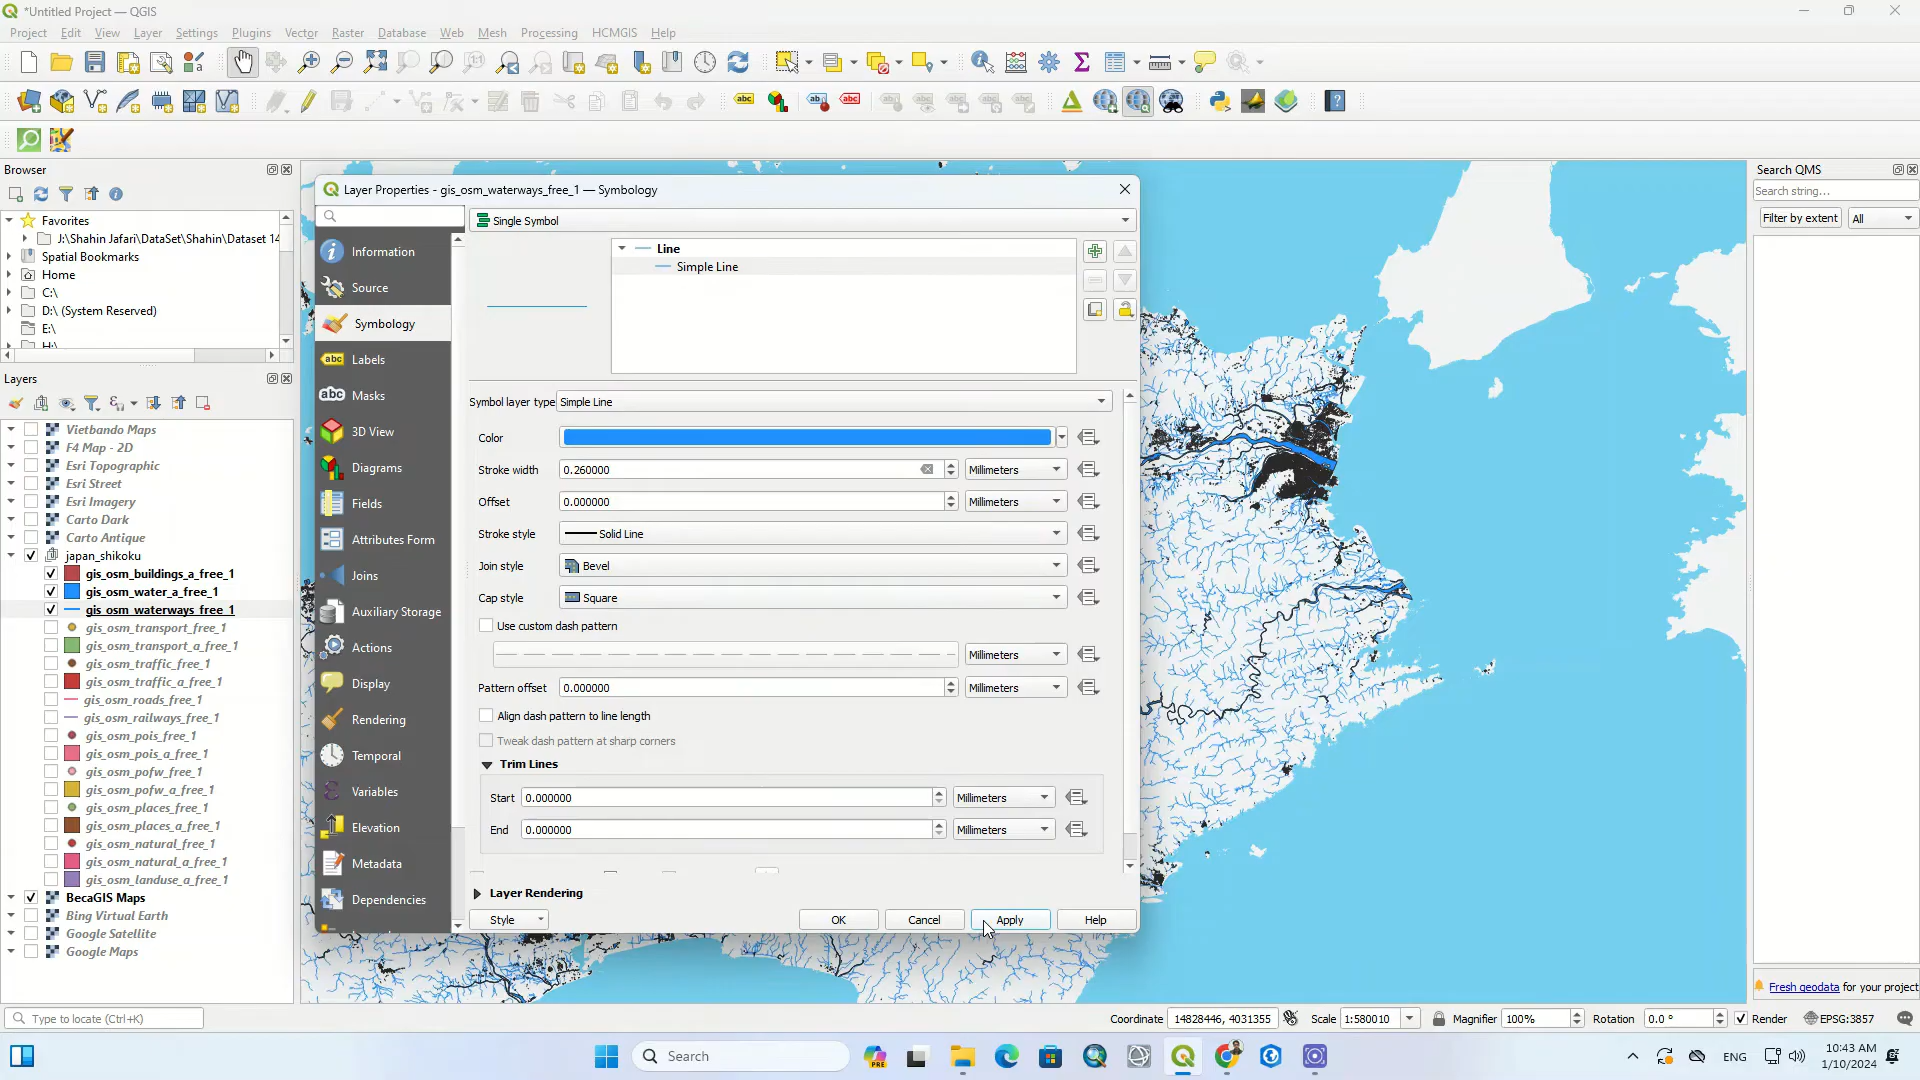 *Untitled Project — QGIS
Project Edit View Layer Settings Plugins Vector Raster Database Web Mesh Processing HCMGIS Help
Browser
Favorites
J:\Shahin Jafari\DataSet\Shahin\Dataset 14
Spatial Bookmarks
Home
C:\
D:\ (System Reserved)
E:\
H:\
Layers
Vietbando Maps
F4 Map - 2D
Esri Topographic
Esri Street
Esri Imagery
Carto Dark
Carto Antique
japan_shikoku
gis_osm_buildings_a_free_1
gis_osm_water_a_free_1
gis_osm_waterways_free_1
gis_osm_transport_free_1
gis_osm_transport_a_free_1
gis_osm_traffic_free_1
gis_osm_traffic_a_free_1
gis_osm_roads_free_1
gis_osm_railways_free_1
gis_osm_pois_free_1
gis_osm_pois_a_free_1
gis_osm_pofw_free_1
gis_osm_pofw_a_free_1
gis_osm_places_free_1
gis_osm_places_a_free_1
gis_osm_natural_free_1
gis_osm_natural_a_free_1
gis_osm_landuse_a_free_1
BecaGIS Maps
Bing Virtual Earth
Google Satellite
Google Maps
Layer Properties - gis_osm_waterways_free_1 — Symbology
Information
Source
Symbology
abc Labels
abc Masks
3D View
Diagrams
Fields
Attributes Form
Joins
Auxiliary Storage
Actions
Display
Rendering
Temporal
Variables
Elevation
Metadata
Dependencies
Single Symbol
Line
Simple Line
Symbol layer type Simple Line
Color
Stroke width 0.260000 Millimeters
Offset 0.000000 Millimeters
Stroke style Solid Line
Join style Bevel
Cap style Square
Use custom dash pattern
Millimeters
Pattern offset 0.000000 Millimeters
Align dash pattern to line length
Tweak dash pattern at sharp corners
Trim Lines
Start 0.000000 Millimeters
End 0.000000 Millimeters
Layer Rendering
Style OK Cancel Apply Help
Search QMS
Search string...
Filter by extent All
Fresh geodata for your project
Type to locate (Ctrl+K)
Coordinate 14828446, 4031355 Scale 1:580010 Magnifier 100% Rotation 0.0 ° Render EPSG:3857
Search
ENG
10:43 AM
1/10/2024